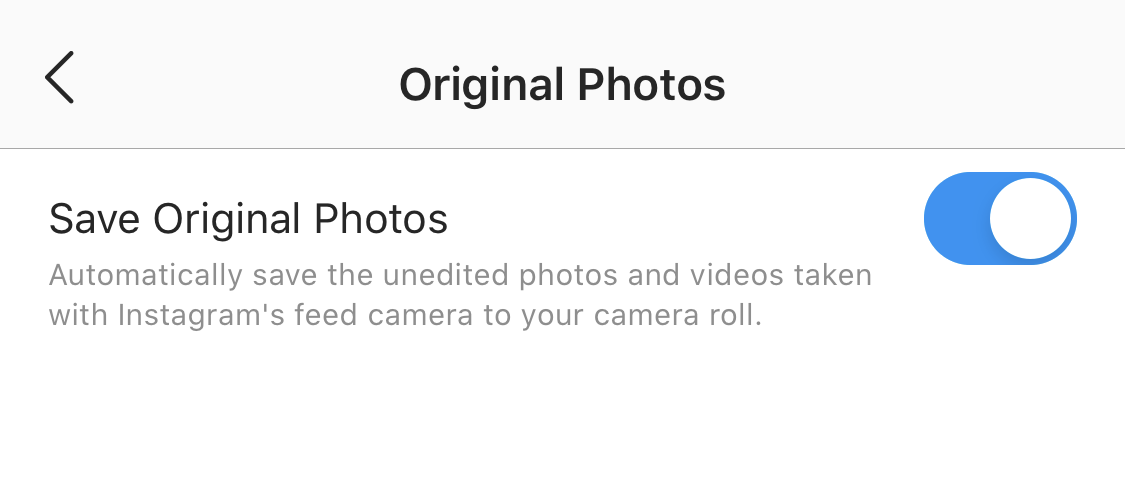 Original Photos
Save Original Photos
Automatically save the unedited photos and videos taken
with Instagram's feed camera to your camera roll.